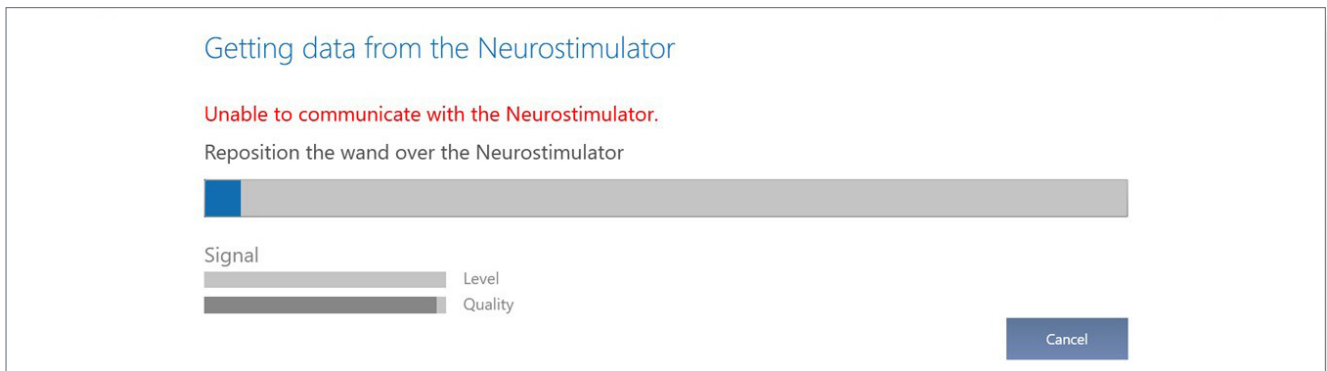 Getting data from the Neurostimulator
Unable to communicate with the Neurostimulator.
Reposition the wand over the Neurostimulator
Signal
Level
Quality
Cancel